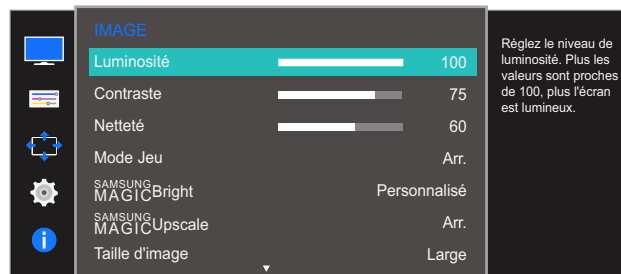 IMAGE
Luminosité 100
Contraste 75
Netteté 60
Mode Jeu Arr.
SAMSUNG MAGIC Bright Personnalisé
SAMSUNG MAGIC Upscale Arr.
Taille d'image Large
Réglez le niveau de
luminosité. Plus les
valeurs sont proches
de 100, plus l'écran
est lumineux.